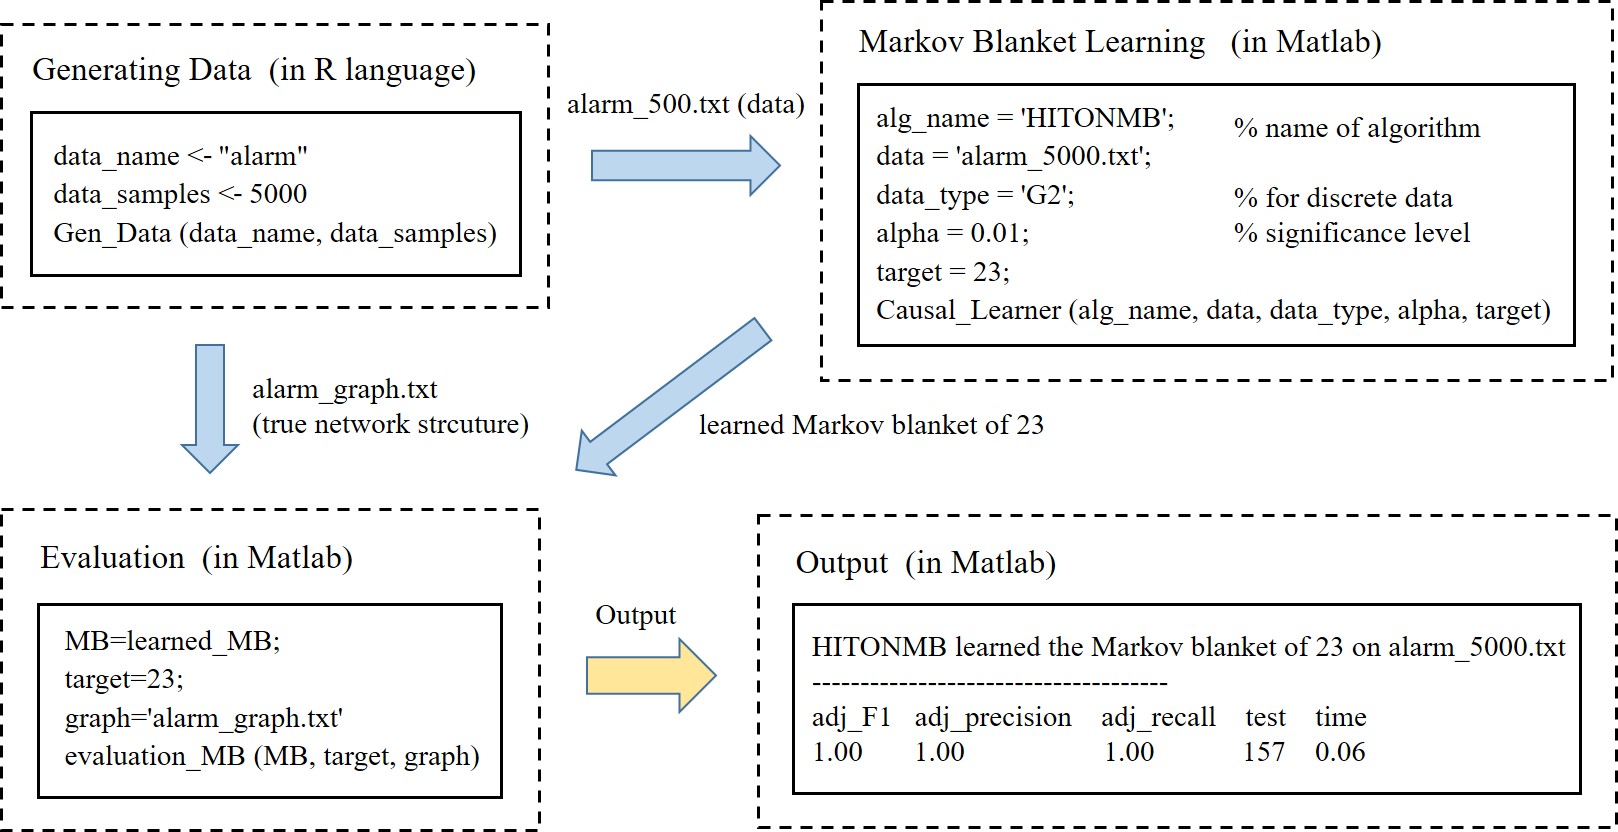 Generating Data (in R language)
data_name <- "alarm"
data_samples <- 5000
Gen_Data (data_name, data_samples)
alarm_500.txt (data)
Markov Blanket Learning (in Matlab)
alg_name = 'HITONMB'; % name of algorithm
data = 'alarm_5000.txt';
data_type = 'G2'; % for discrete data
alpha = 0.01; % significance level
target = 23;
Causal_Learner (alg_name, data, data_type, alpha, target)
alarm_graph.txt
(true network strcuture)
learned Markov blanket of 23
Evaluation (in Matlab)
MB=learned_MB;
target=23;
graph='alarm_graph.txt'
evaluation_MB (MB, target, graph)
Output
Output (in Matlab)
HITONMB learned the Markov blanket of 23 on alarm_5000.txt
-------------------------------------
adj_F1 adj_precision adj_recall test time
1.00 1.00 1.00 157 0.06